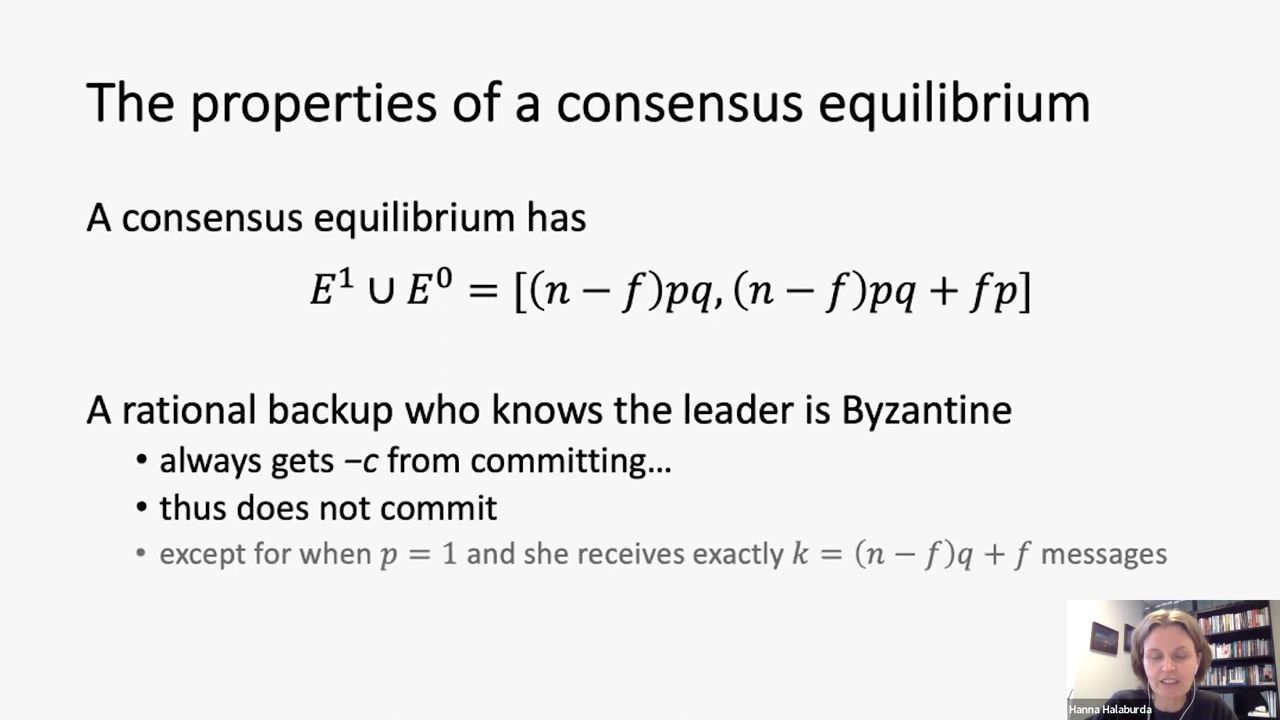 The properties of a consensus equilibrium
A consensus equilibrium has
E¹ ∪ E⁰ = [(n − f)pq, (n − f)pq + fp]
A rational backup who knows the leader is Byzantine
• always gets −c from committing…
• thus does not commit
• except for when p = 1 and she receives exactly k = (n − f)q + f messages
Hanna Halaburda